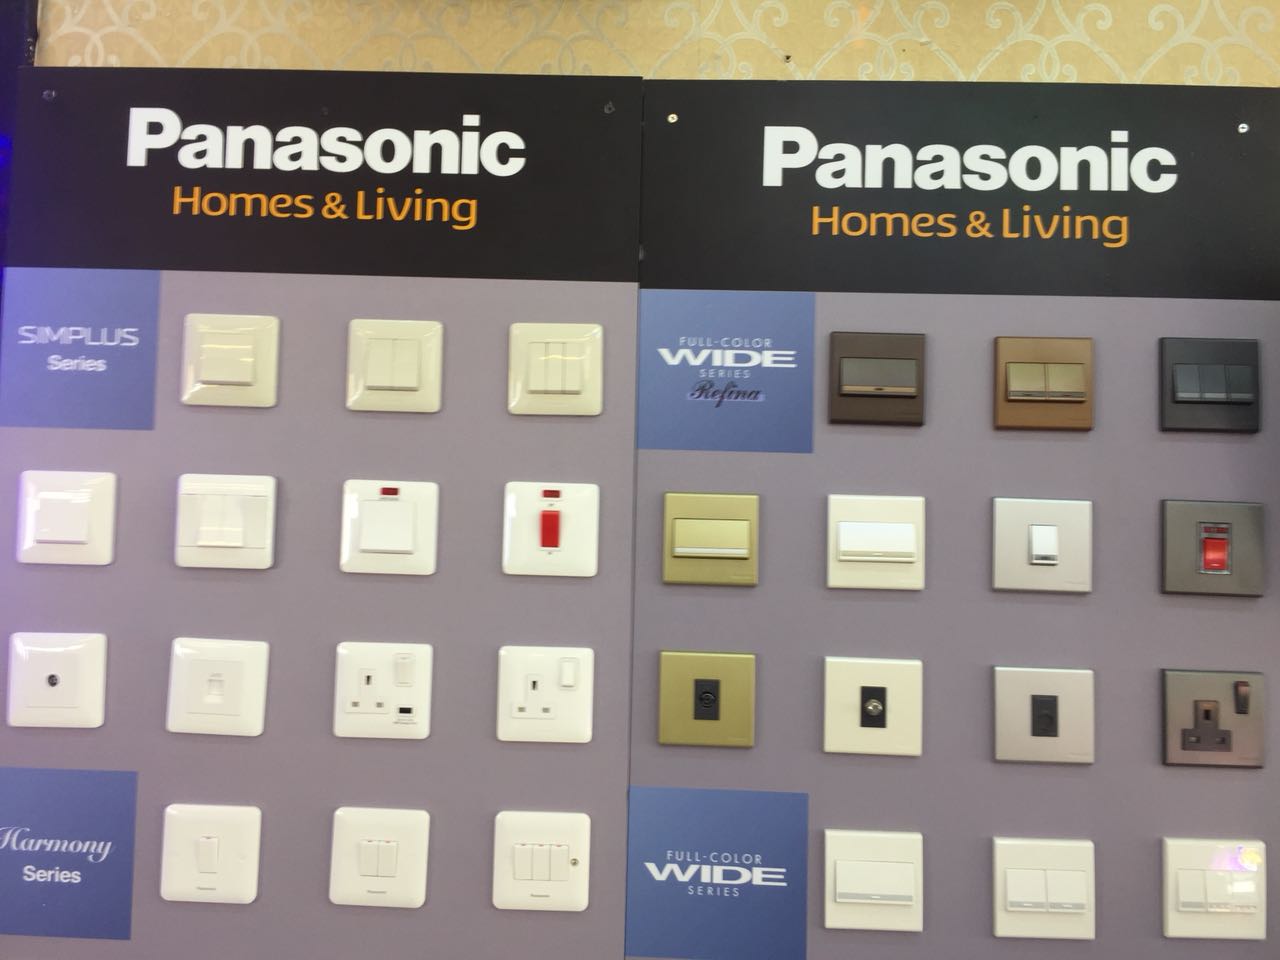 Panasonic
Homes & Living
SIMPLUS
Series
Harmony
Series
Panasonic
Homes & Living
FULL-COLOR
WIDE
SERIES
Refina
FULL-COLOR
WIDE
SERIES